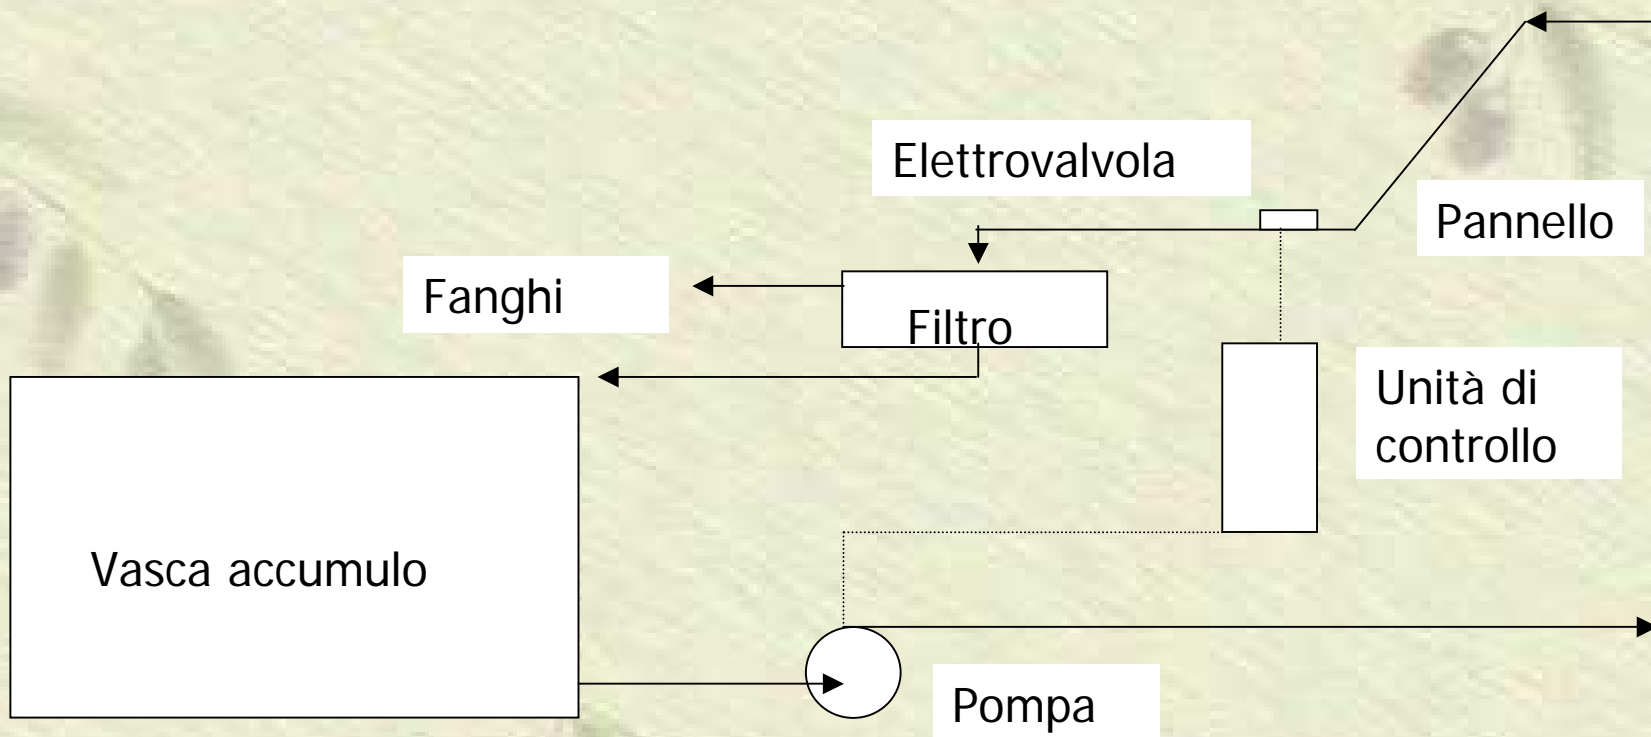 Elettrovalvola
Pannello
Fanghi
Filtro
Unità di
controllo
Vasca accumulo
Pompa